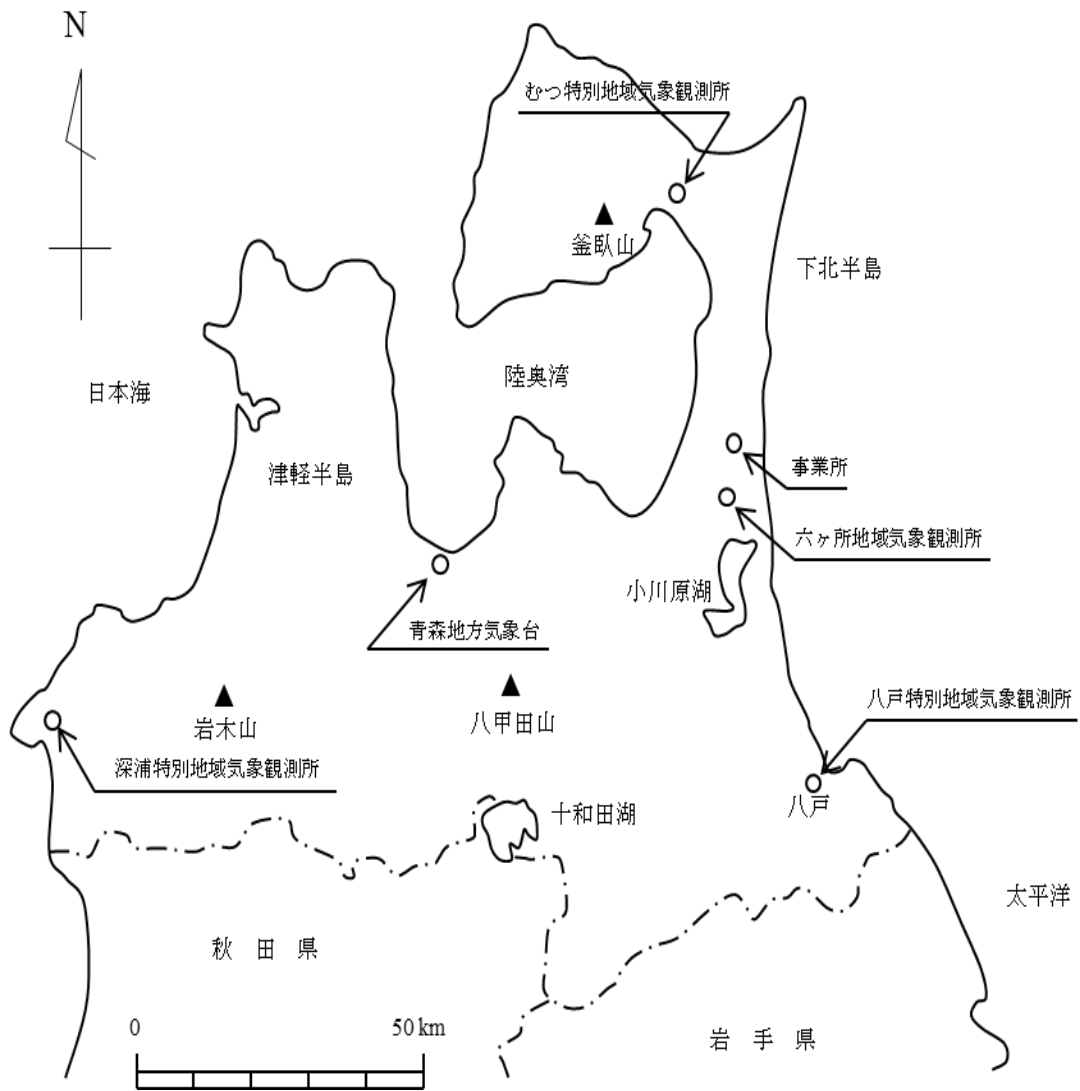 N
むつ特別地域気象観測所
釜臥山
下北半島
日本海
陸奥湾
津軽半島
事業所
六ヶ所地域気象観測所
小川原湖
青森地方気象台
八戸特別地域気象観測所
岩木山
八甲田山
深浦特別地域気象観測所
十和田湖
八戸
太平洋
秋田県
0
50 km
岩手県